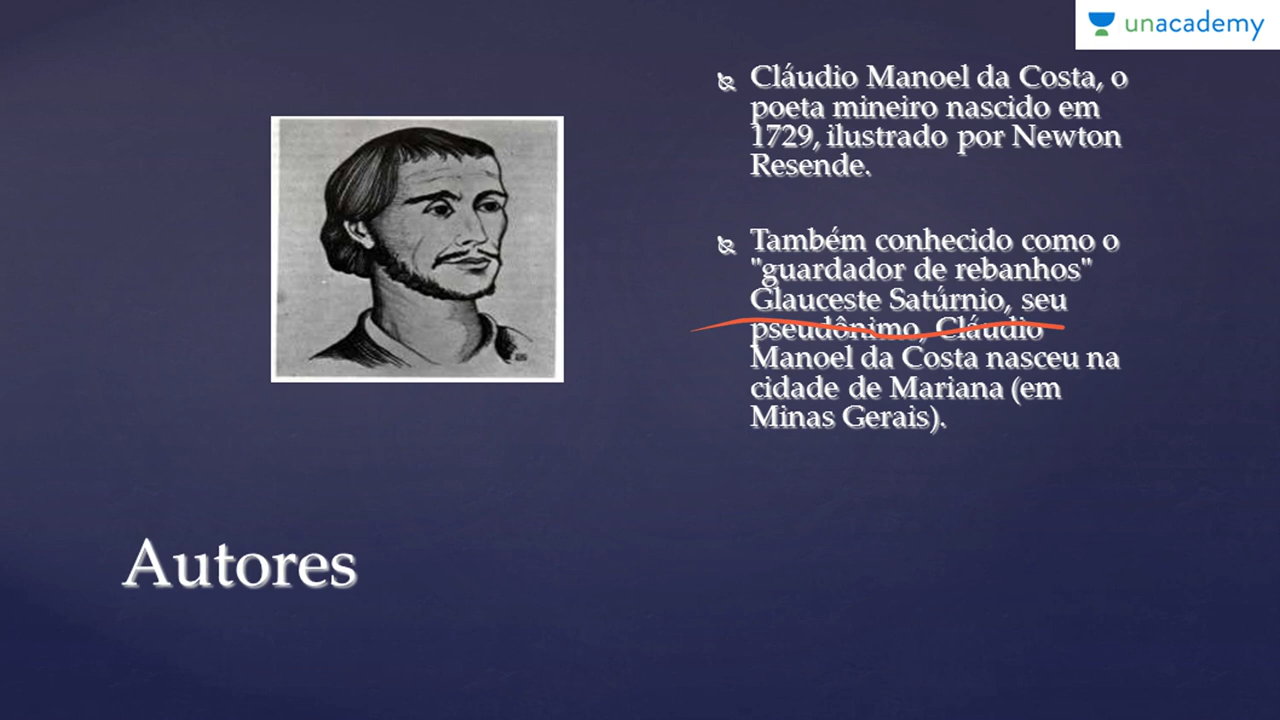 unacademy
Cláudio Manoel da Costa, o
poeta mineiro nascido em
1729, ilustrado por Newton
Resende.
Também conhecido como o
"guardador de rebanhos"
Glauceste Satúrnio, seu
pseudônimo, Cláudio
Manoel da Costa nasceu na
cidade de Mariana (em
Minas Gerais).
Autores